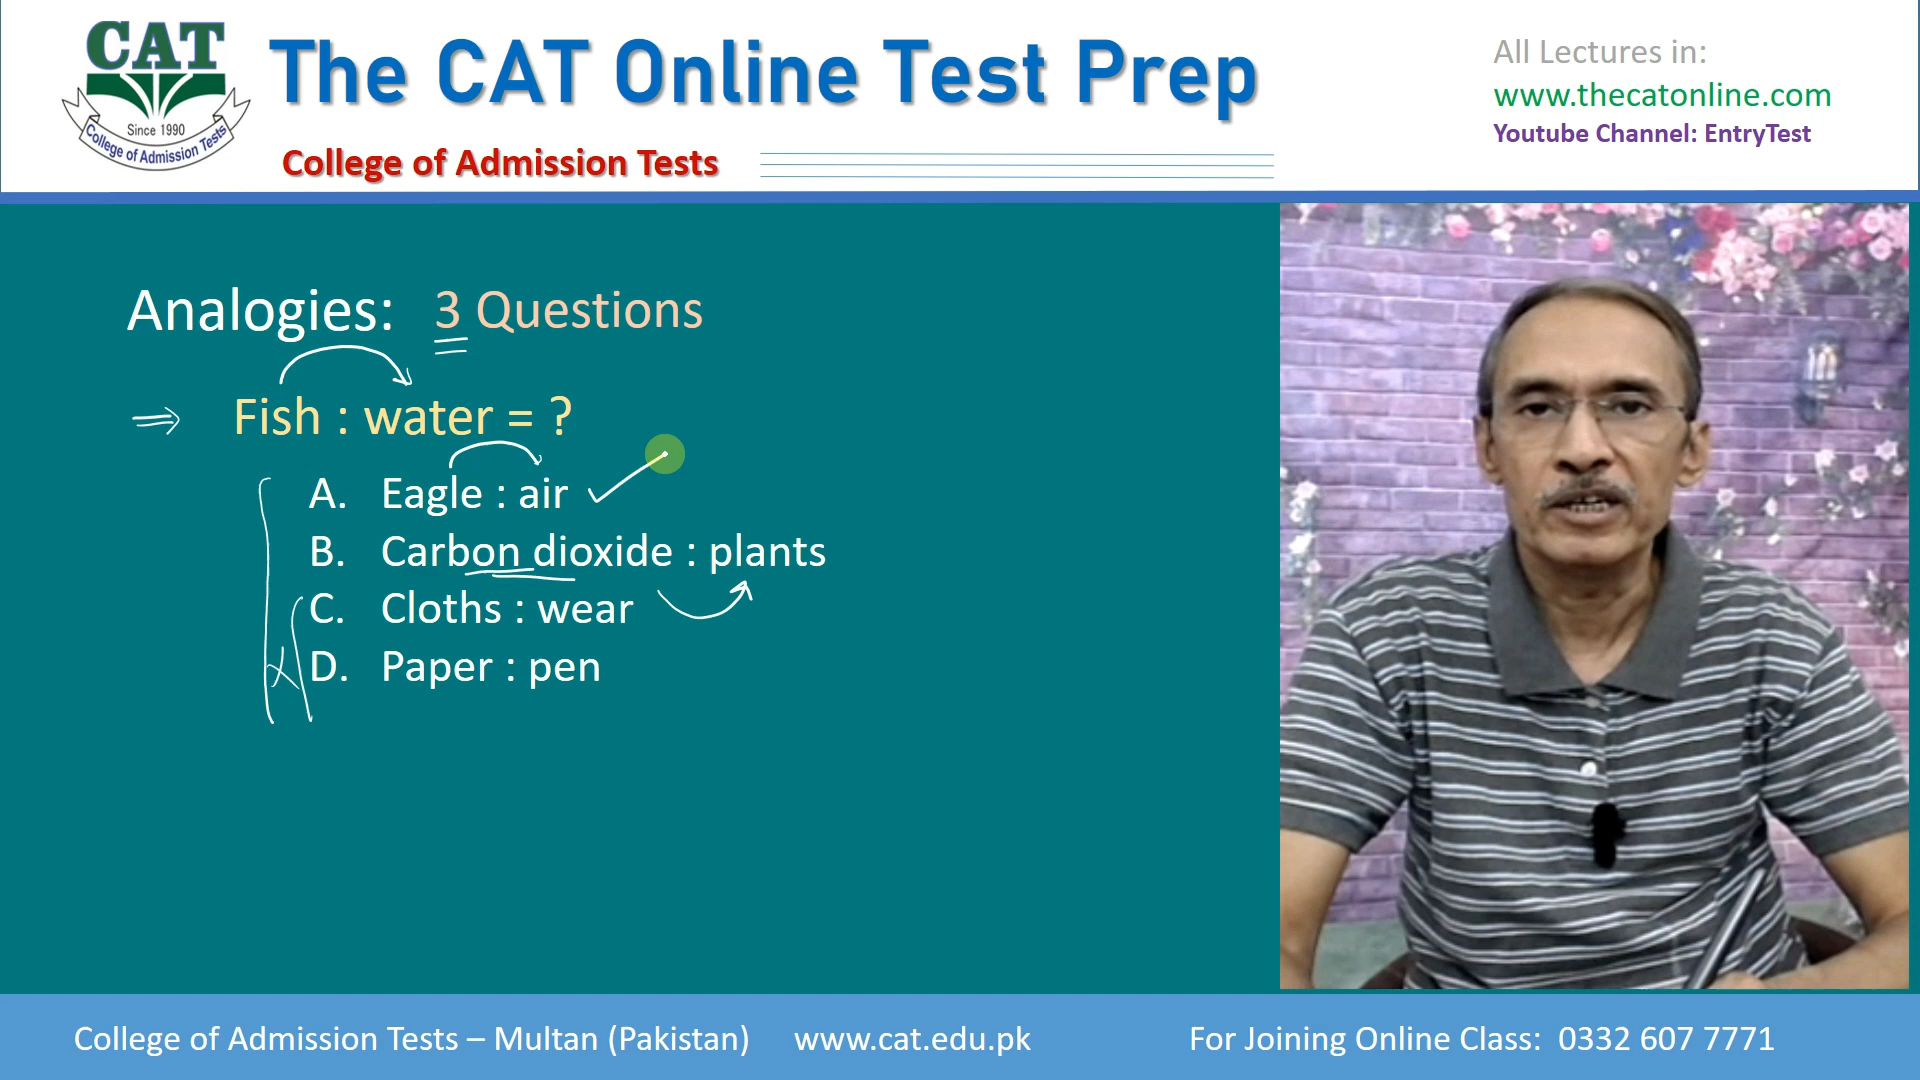 CAT
Since 1990
College of Admission Tests
The CAT Online Test Prep
College of Admission Tests
All Lectures in:
www.thecatonline.com
Youtube Channel: EntryTest
Analogies: 3 Questions
⇒ Fish : water = ?
A. Eagle : air ✓
B. Carbon dioxide : plants
C. Cloths : wear
D. Paper : pen
College of Admission Tests – Multan (Pakistan) www.cat.edu.pk For Joining Online Class: 0332 607 7771